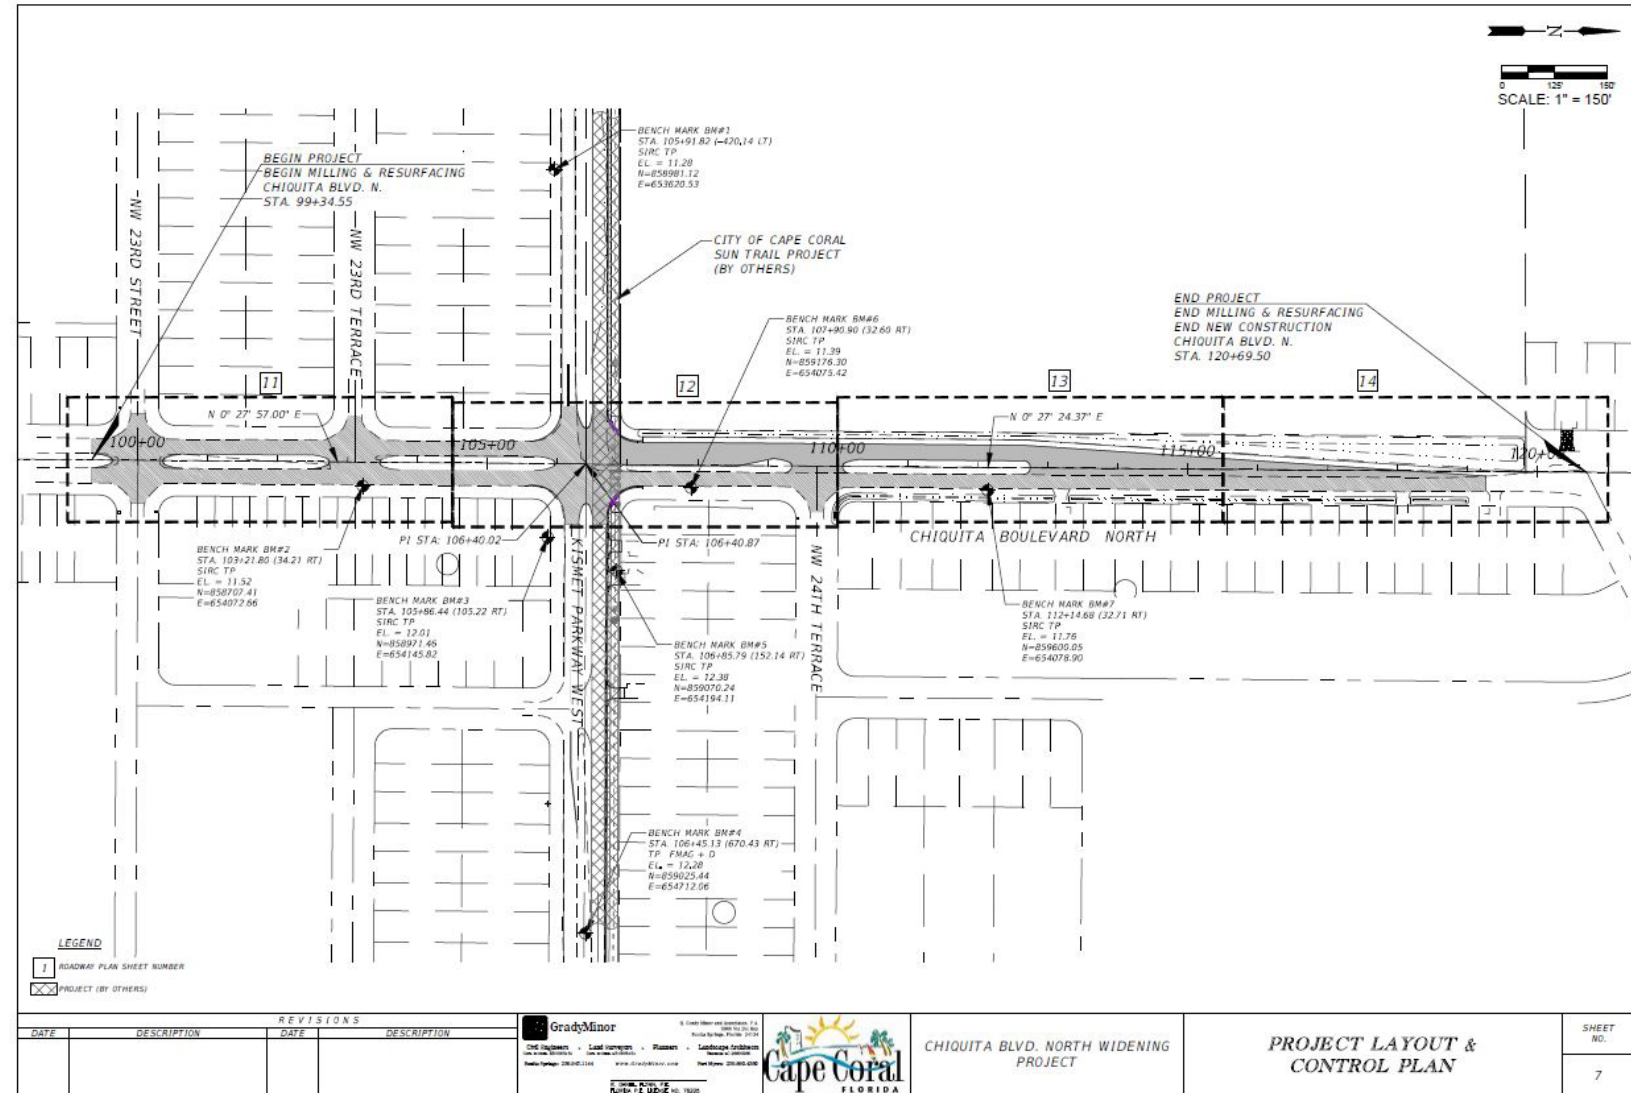 N
0 125' 150'
SCALE: 1" = 150'
BENCH MARK BM#1
STA. 105+91.82 (-420.14 LT)
SIRC TP
EL. = 11.28
N=858981.12
E=653620.53
BEGIN PROJECT
BEGIN MILLING & RESURFACING
CHIQUITA BLVD. N.
STA. 99+34.55
NW 23RD STREET
NW 23RD TERRACE
CITY OF CAPE CORAL
SUN TRAIL PROJECT
(BY OTHERS)
BENCH MARK BM#6
STA. 107+90.90 (32.60 RT)
SIRC TP
EL. = 11.39
N=859176.30
E=654075.42
END PROJECT
END MILLING & RESURFACING
END NEW CONSTRUCTION
CHIQUITA BLVD. N.
STA. 120+69.50
11
12
13
14
N 0° 27' 57.00" E
N 0° 27' 24.37" E
100+00
105+00
110+00
115+00
PI STA: 106+40.02
PI STA: 106+40.87
CHIQUITA BOULEVARD NORTH
BENCH MARK BM#2
STA. 103+21.80 (34.21 RT)
SIRC TP
EL. = 11.52
N=858707.41
E=654072.66
BENCH MARK BM#3
STA. 105+86.44 (105.22 RT)
SIRC TP
EL. = 12.01
N=858971.46
E=654145.82
KISMET PARKWAY WEST
NW 24TH TERRACE
BENCH MARK BM#7
STA. 112+14.68 (32.71 RT)
SIRC TP
EL. = 11.76
N=859600.05
E=654078.90
BENCH MARK BM#5
STA. 106+85.79 (152.14 RT)
SIRC TP
EL. = 12.38
N=859070.24
E=654194.11
BENCH MARK BM#4
STA. 106+45.13 (670.43 RT)
TP FMAG + D
EL. = 12.28
N=859025.44
E=654712.06
LEGEND
1 ROADWAY PLAN SHEET NUMBER
PROJECT (BY OTHERS)
REVISIONS
DATE DESCRIPTION DATE DESCRIPTION
GradyMinor
Civil Engineers • Land Surveyors • Planners • Landscape Architects
www.GradyMinor.com
Cape Coral
FLORIDA
CHIQUITA BLVD. NORTH WIDENING
PROJECT
PROJECT LAYOUT &
CONTROL PLAN
SHEET
NO.
7